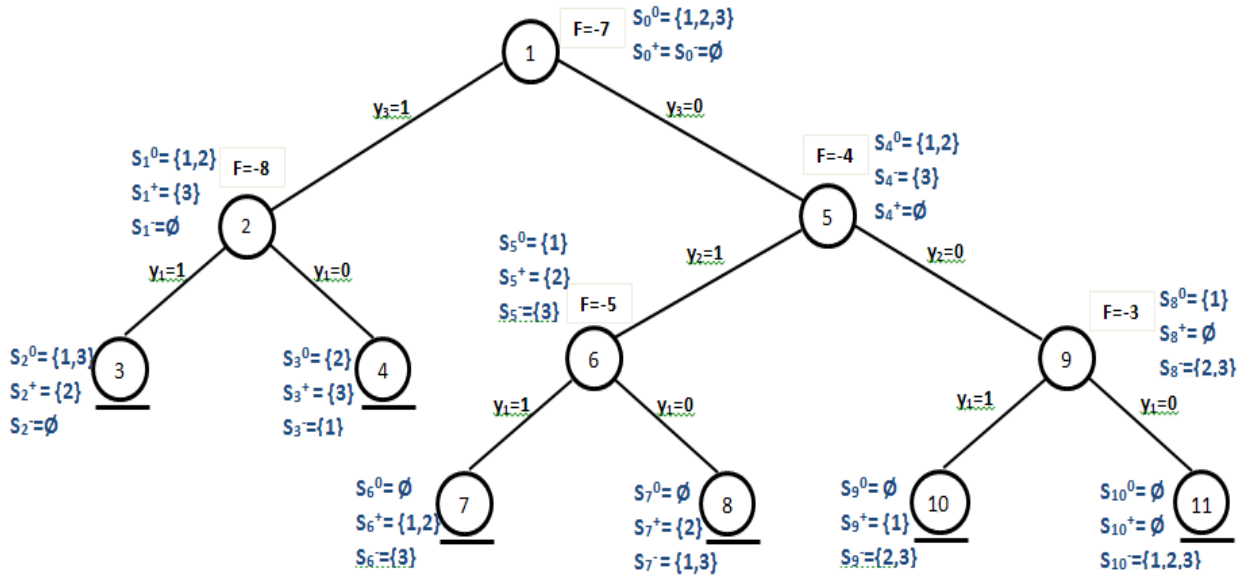 F=-7
S₀⁰= {1,2,3}
S₀⁺= S₀⁻=Ø
1
y₃=1
y₃=0
S₁⁰= {1,2}
S₁⁺= {3}
S₁⁻=Ø
F=-8
2
F=-4
S₄⁰= {1,2}
S₄⁻= {3}
S₄⁺=Ø
5
y₁=1
y₁=0
y₂=1
y₂=0
S₅⁰= {1}
S₅⁺= {2}
S₅⁻={3}
F=-5
6
F=-3
S₈⁰= {1}
S₈⁺= Ø
S₈⁻={2,3}
9
S₂⁰= {1,3}
S₂⁺= {2}
S₂⁻=Ø
3
S₃⁰= {2}
S₃⁺= {3}
S₃⁻={1}
4
y₁=1
y₁=0
y₁=1
y₁=0
S₆⁰= Ø
S₆⁺= {1,2}
S₆⁻={3}
7
S₇⁰= Ø
S₇⁺= {2}
S₇⁻= {1,3}
8
S₉⁰= Ø
S₉⁺= {1}
S₉⁻={2,3}
10
S₁₀⁰= Ø
S₁₀⁺= Ø
S₁₀⁻={1,2,3}
11